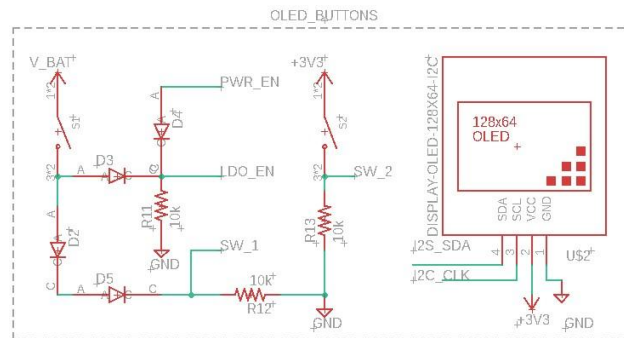 OLED_BUTTONS
V_BAT
+3V3
PWR_EN
1*2
S1
3*2
A
D4
C
1*2
S2
3*2
DISPLAY-OLED-128X64-I2C
128x64
OLED
D3
A
A
C
C
LDO_EN
SW_2
A
D2
C
R11
10k
GND
R13
10k
SW_1
SDA
SCL
VCC
GND
I2S_SDA
4
3
2
1
U$2
I2C_CLK
D5
A
A
C
C
10k
R12
GND
+3V3
GND